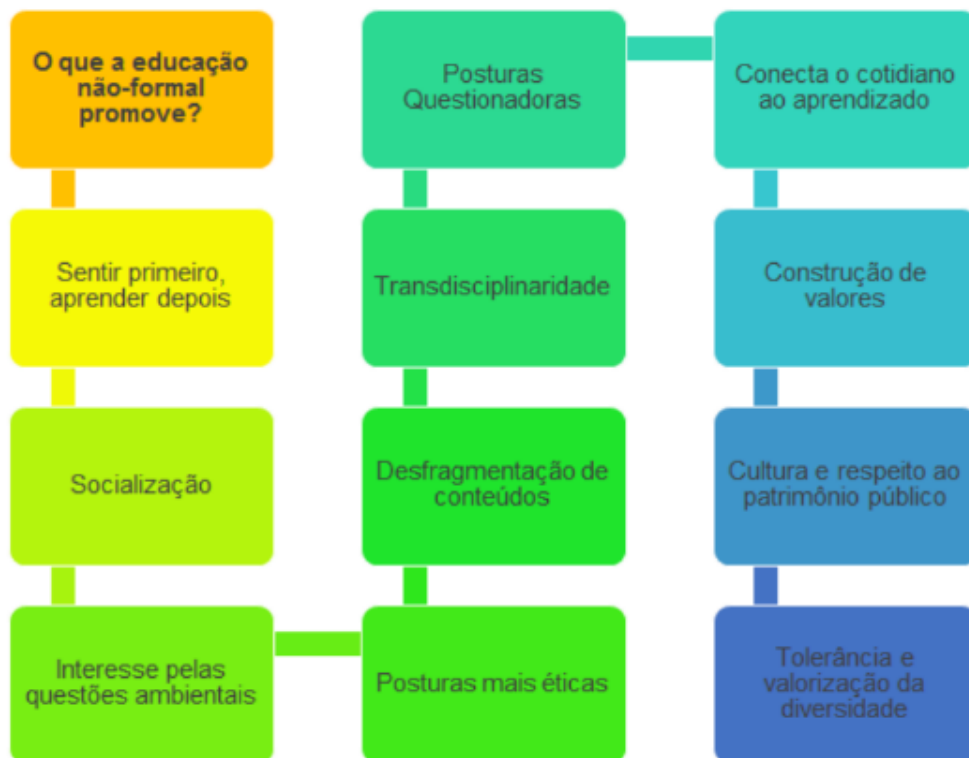 O que a educação
não-formal
promove?
Sentir primeiro,
aprender depois
Socialização
Interesse pelas
questões ambientais
Posturas mais éticas
Desfragmentação de
conteúdos
Transdisciplinaridade
Posturas
Questionadoras
Conecta o cotidiano
ao aprendizado
Construção de
valores
Cultura e respeito ao
patrimônio público
Tolerância e
valorização da
diversidade